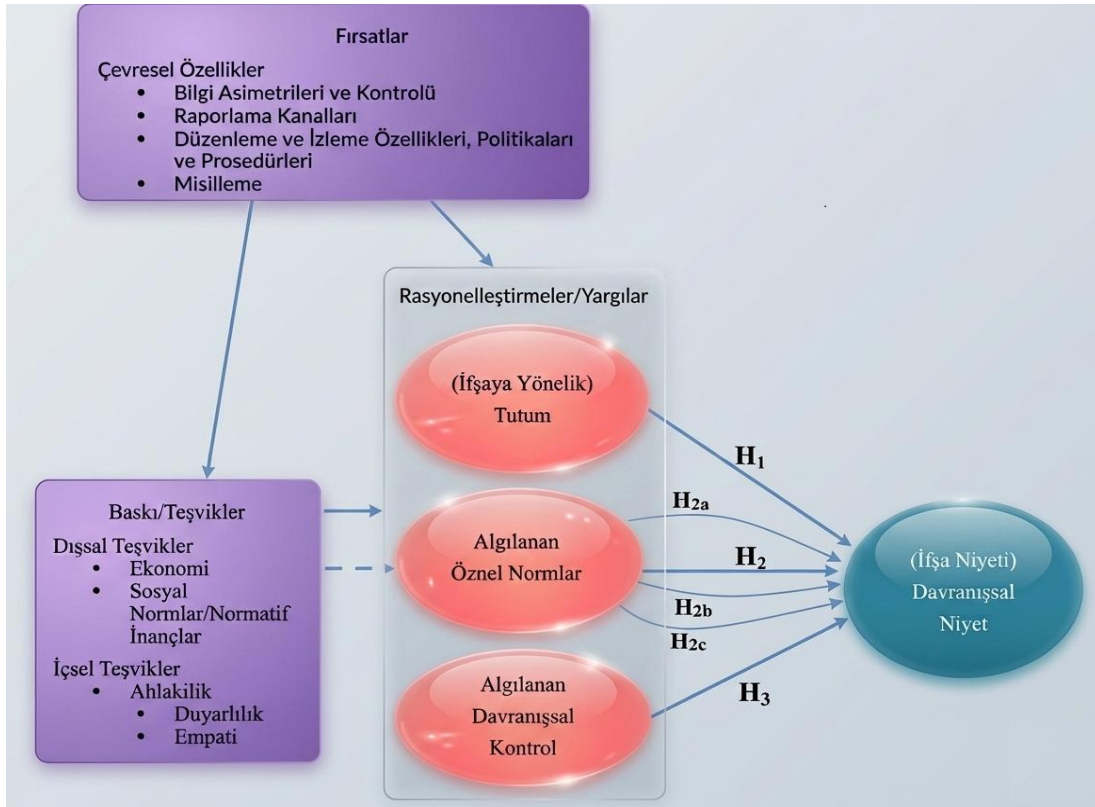 Fırsatlar
Çevresel Özellikler
• Bilgi Asimetrileri ve Kontrolü
• Raporlama Kanalları
• Düzenleme ve İzleme Özellikleri, Politikaları
ve Prosedürleri
• Misilleme
Rasyonelleştirmeler/Yargılar
(İfşaya Yönelik)
Tutum
H1
Baskı/Teşvikler
Dışsal Teşvikler
• Ekonomi
• Sosyal
Normlar/Normatif
İnançlar
İçsel Teşvikler
• Ahlakilik
• Duyarlılık
• Empati
Algılanan
Öznel Normlar
H2a
H2
H2b
H2c
Algılanan
Davranışsal
Kontrol
H3
(İfşa Niyeti)
Davranışsal
Niyet